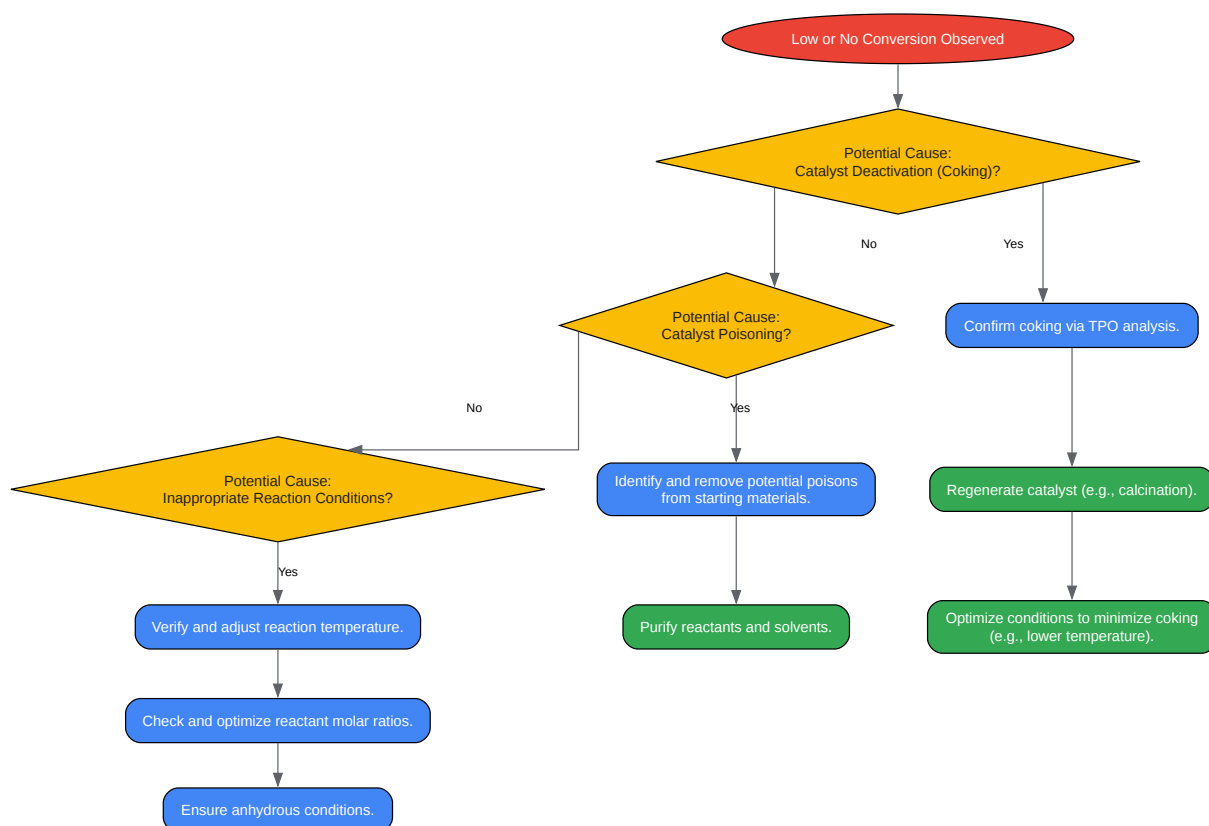 Low or No Conversion Observed
Potential Cause:
Catalyst Deactivation (Coking)?
No
Yes
Potential Cause:
Catalyst Poisoning?
Confirm coking via TPO analysis.
No
Yes
Potential Cause:
Inappropriate Reaction Conditions?
Identify and remove potential poisons
from starting materials.
Regenerate catalyst (e.g., calcination).
Yes
Verify and adjust reaction temperature.
Purify reactants and solvents.
Optimize conditions to minimize coking
(e.g., lower temperature).
Check and optimize reactant molar ratios.
Ensure anhydrous conditions.